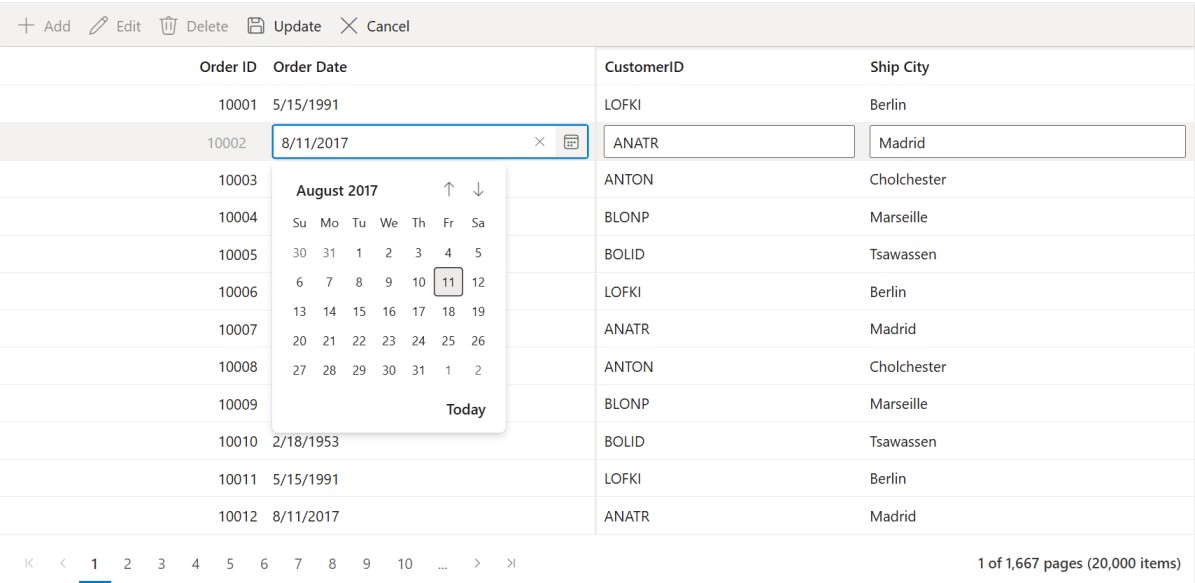 Add Edit Delete Update Cancel
Order ID Order Date CustomerID Ship City
10001 5/15/1991 LOFKI Berlin
10002 8/11/2017 ANATR Madrid
10003 ANTON Cholchester
August 2017
10004 BLONP Marseille
Su Mo Tu We Th Fr Sa
30 31 1 2 3 4 5
10005 BOLID Tsawassen
6 7 8 9 10 11 12
10006 LOFKI Berlin
13 14 15 16 17 18 19
10007 ANATR Madrid
20 21 22 23 24 25 26
10008 ANTON Cholchester
27 28 29 30 31 1 2
10009 BLONP Marseille
Today
10010 2/18/1953 BOLID Tsawassen
10011 5/15/1991 LOFKI Berlin
10012 8/11/2017 ANATR Madrid
1 2 3 4 5 6 7 8 9 10 ... 1 of 1,667 pages (20,000 items)